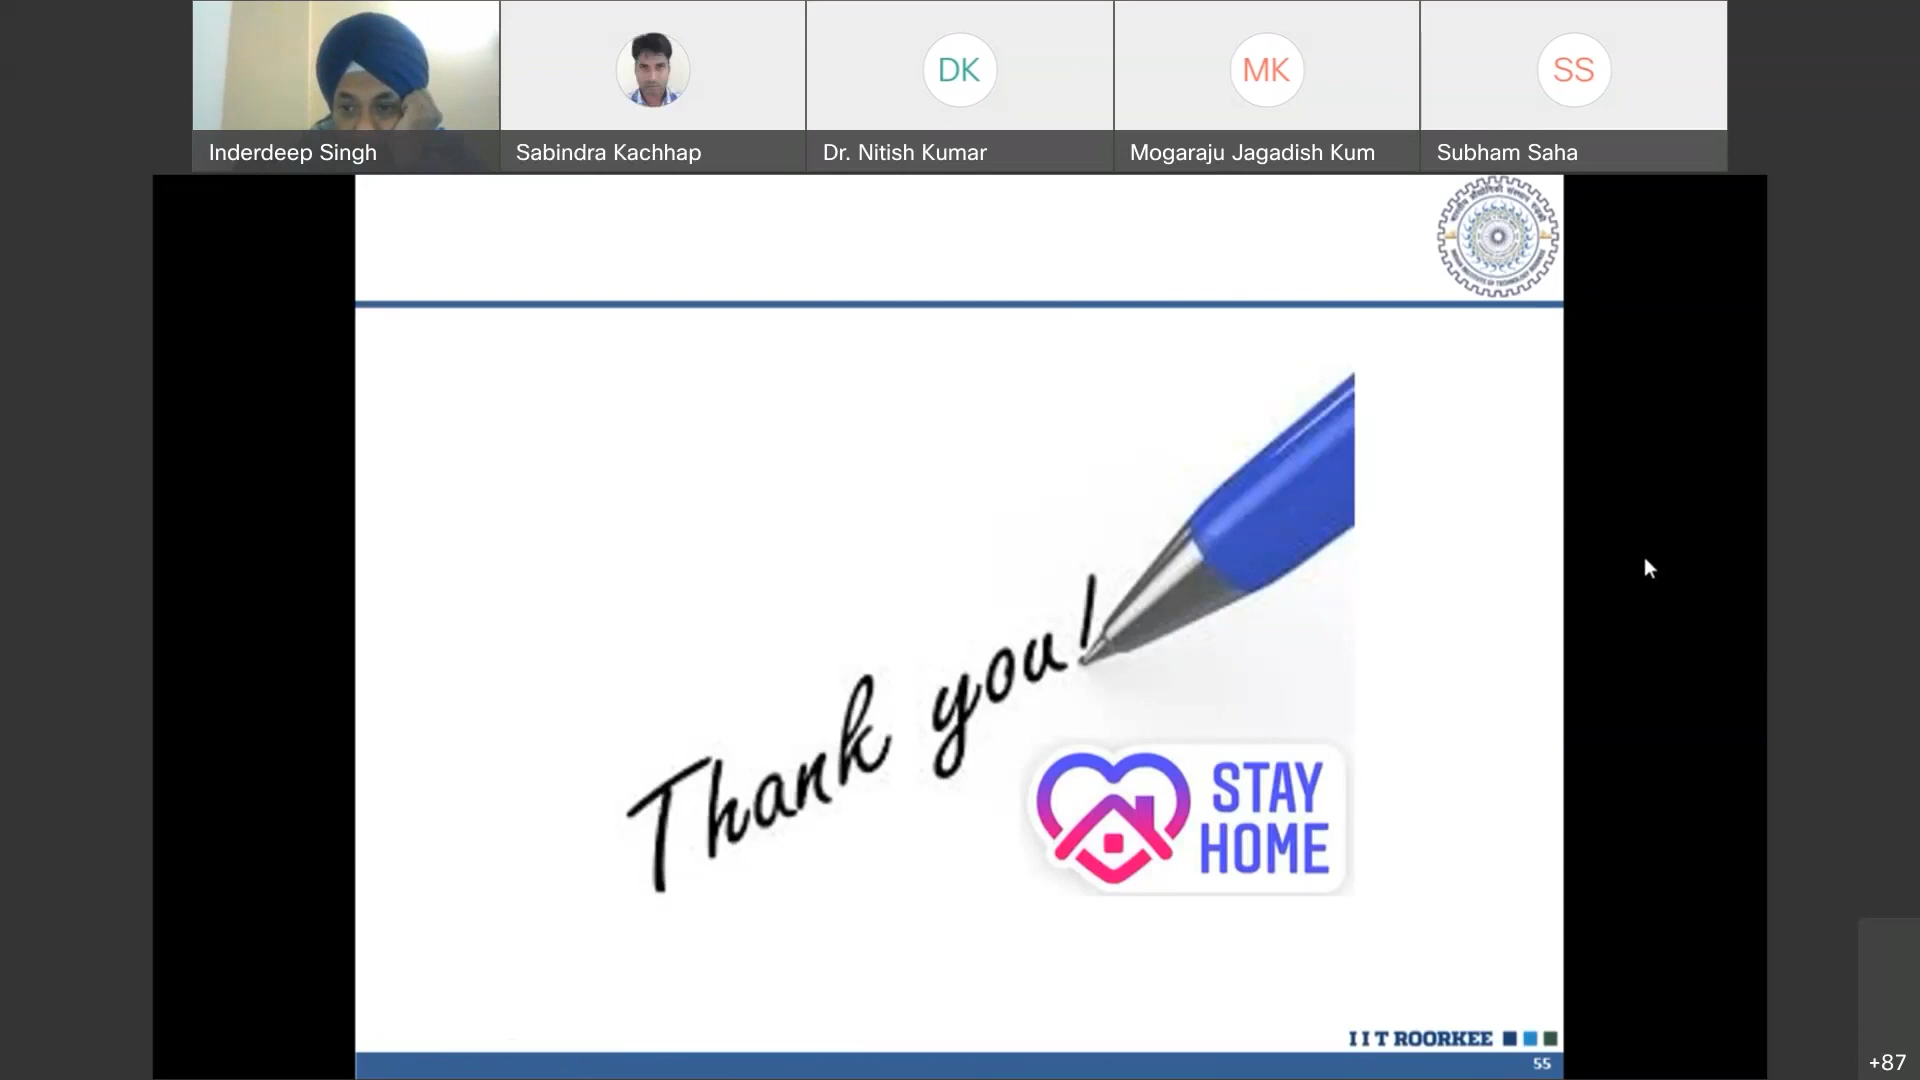 DK
MK
SS
Inderdeep Singh
Sabindra Kachhap
Dr. Nitish Kumar
Mogaraju Jagadish Kum
Subham Saha
Thank you!
STAY
HOME
I I T ROORKEE
55
+87